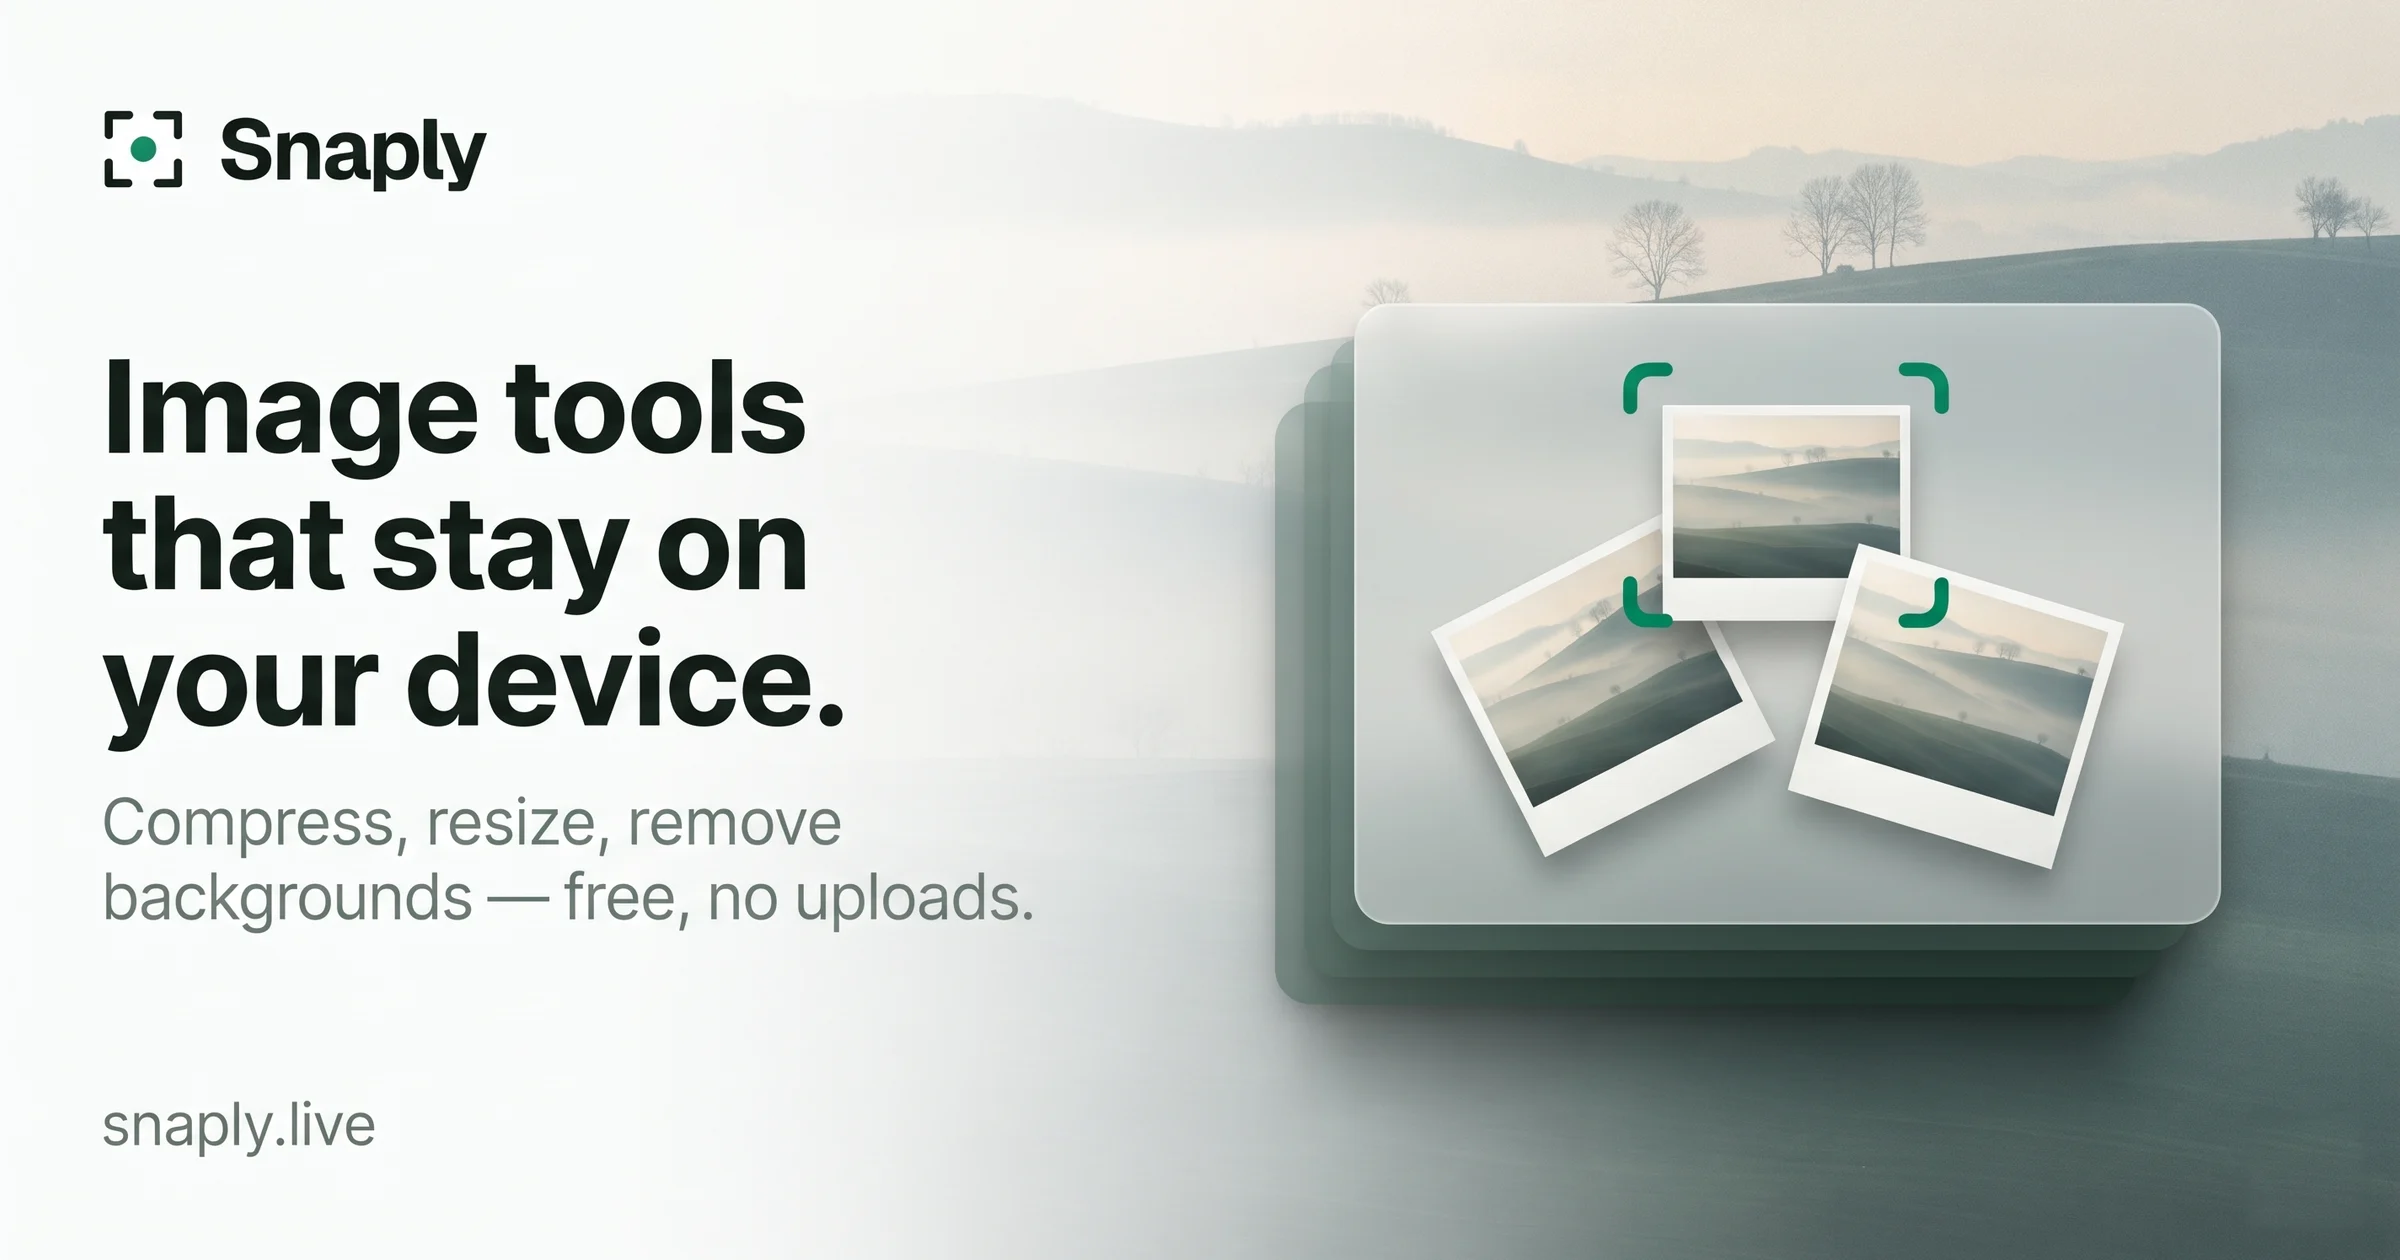 Snaply
Image tools
that stay on
your device.
Compress, resize, remove
backgrounds — free, no uploads.
snaply.live